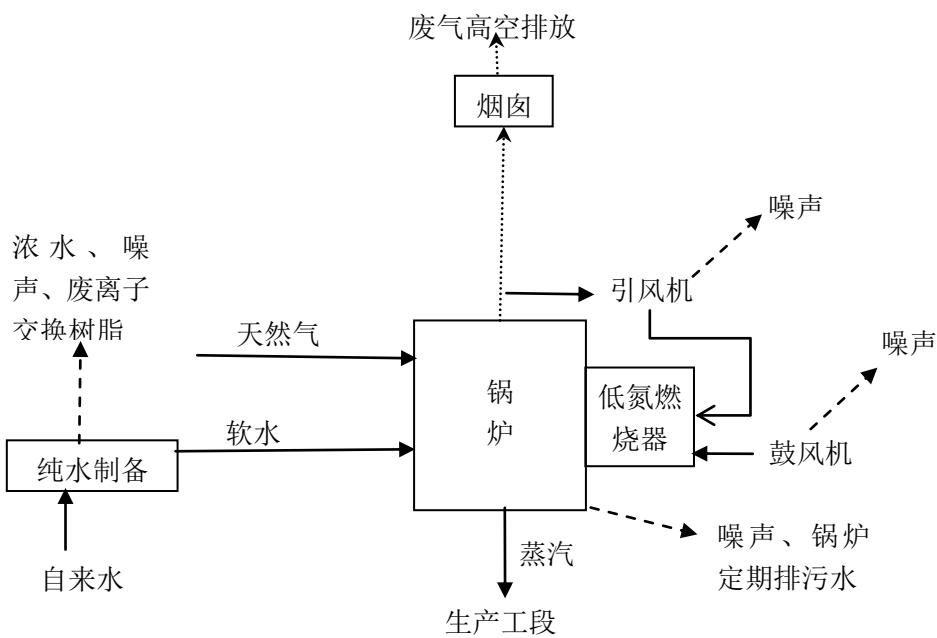 废气高空排放
烟囱
噪声
浓水、噪
声、废离子
交换树脂
引风机
天然气
噪声
锅
炉
低氮燃
烧器
软水
纯水制备
鼓风机
噪声、锅炉
定期排污水
蒸汽
自来水
生产工段